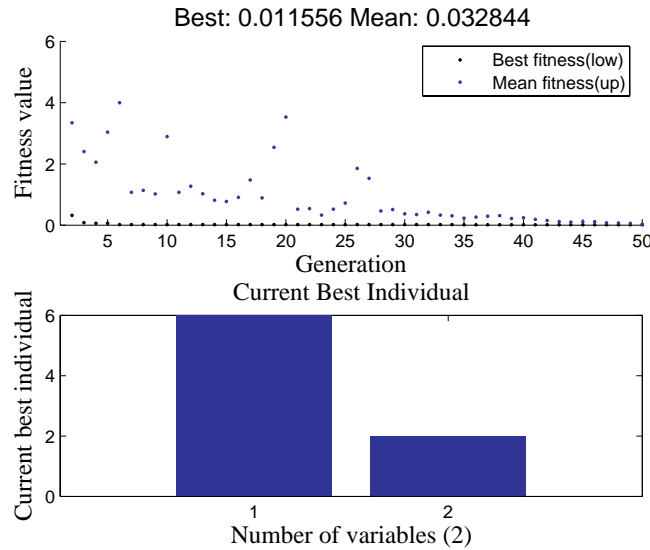 Best: 0.011556 Mean: 0.032844
6
4
2
0
Fitness value
Best fitness(low)
Mean fitness(up)
5 10 15 20 25 30 35 40 45 50
Generation
Current Best Individual
6
4
2
0
Current best individual
1 2
Number of variables (2)